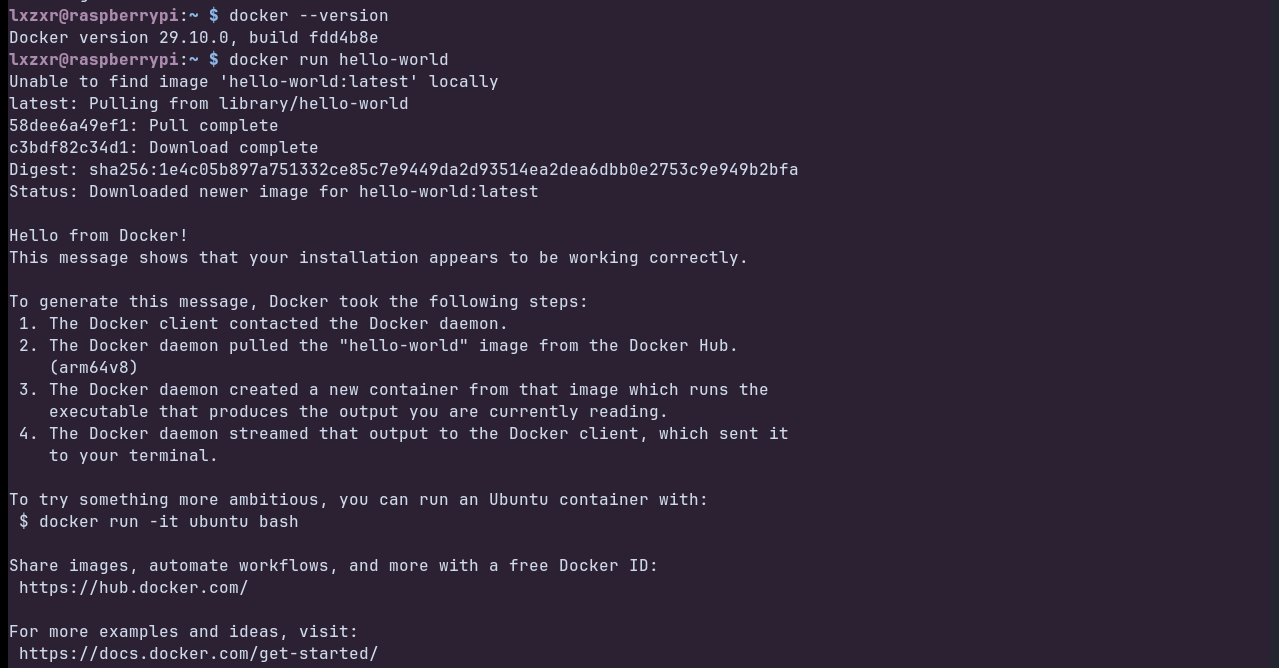 lxzxr@raspberrypi:~ $ docker --version
Docker version 29.10.0, build fdd4b8e
lxzxr@raspberrypi:~ $ docker run hello-world
Unable to find image 'hello-world:latest' locally
latest: Pulling from library/hello-world
58dee6a49ef1: Pull complete
c3bdf82c34d1: Download complete
Digest: sha256:1e4c05b897a751332ce85c7e9449da2d93514ea2dea6dbb0e2753c9e949b2bfa
Status: Downloaded newer image for hello-world:latest

Hello from Docker!
This message shows that your installation appears to be working correctly.

To generate this message, Docker took the following steps:
 1. The Docker client contacted the Docker daemon.
 2. The Docker daemon pulled the "hello-world" image from the Docker Hub.
    (arm64v8)
 3. The Docker daemon created a new container from that image which runs the
    executable that produces the output you are currently reading.
 4. The Docker daemon streamed that output to the Docker client, which sent it
    to your terminal.

To try something more ambitious, you can run an Ubuntu container with:
 $ docker run -it ubuntu bash

Share images, automate workflows, and more with a free Docker ID:
 https://hub.docker.com/

For more examples and ideas, visit:
 https://docs.docker.com/get-started/